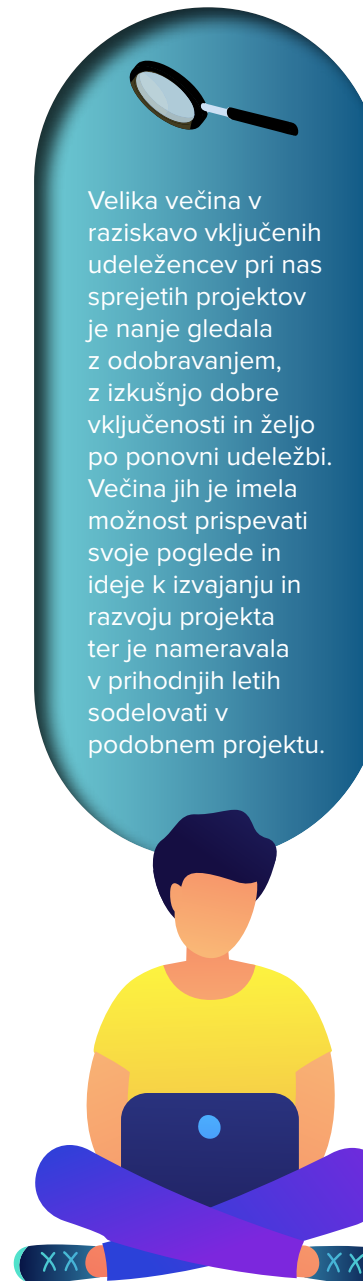 Velika večina v
raziskavo vključenih
udeležencev pri nas
sprejetih projektov
je nanje gledala
z odobravanjem,
z izkušnjo dobre
vključenosti in željo
po ponovni udeležbi.
Večina jih je imela
možnost prispevati
svoje poglede in
ideje k izvajanju in
razvoju projekta
ter je nameravala
v prihodnjih letih
sodelovati v
podobnem projektu.